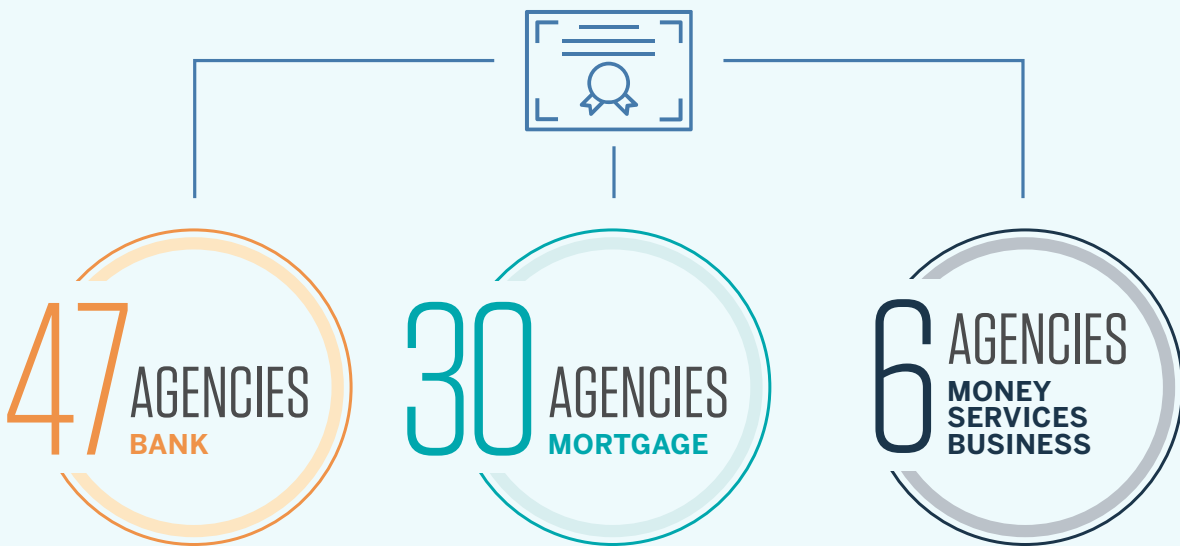 47 AGENCIES
BANK
30 AGENCIES
MORTGAGE
6 AGENCIES
MONEY
SERVICES
BUSINESS